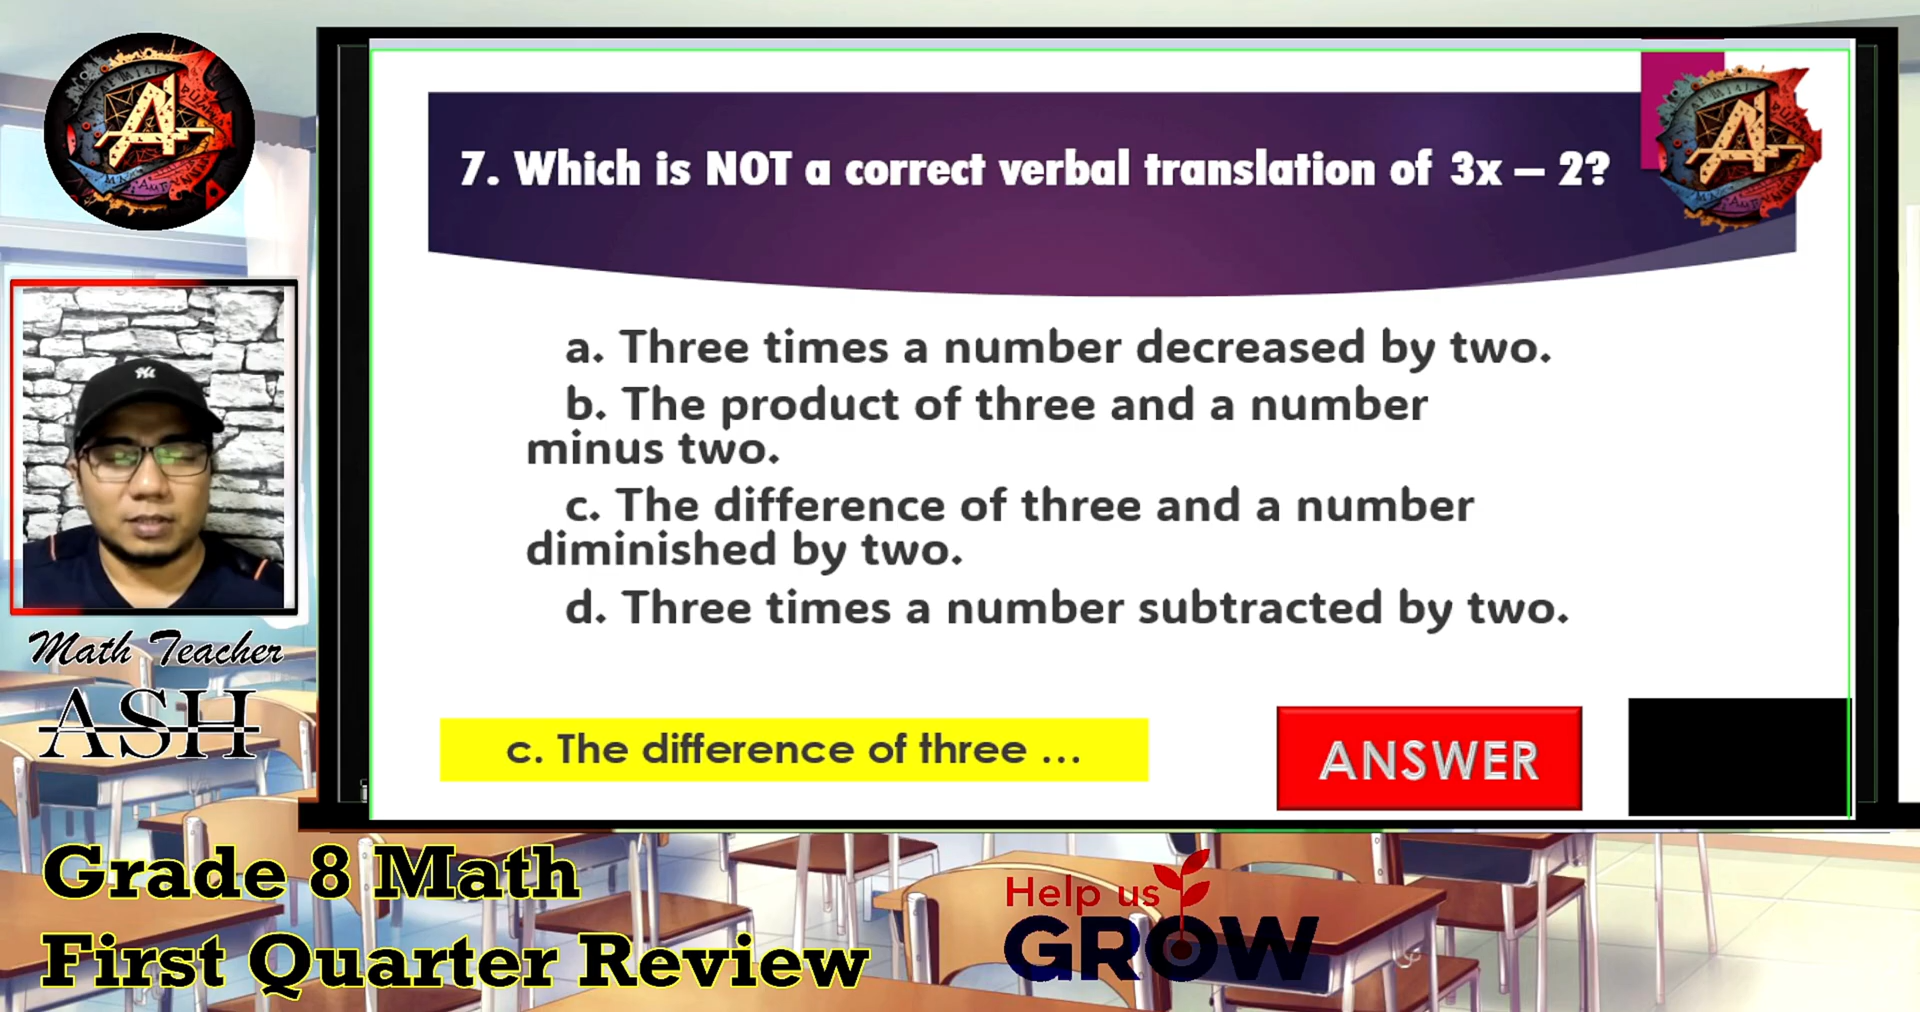 7. Which is NOT a correct verbal translation of 3x – 2?
a. Three times a number decreased by two.
b. The product of three and a number
minus two.
c. The difference of three and a number
diminished by two.
d. Three times a number subtracted by two.
c. The difference of three ...
ANSWER
Math Teacher
ASH
Grade 8 Math
First Quarter Review
Help us
GROW